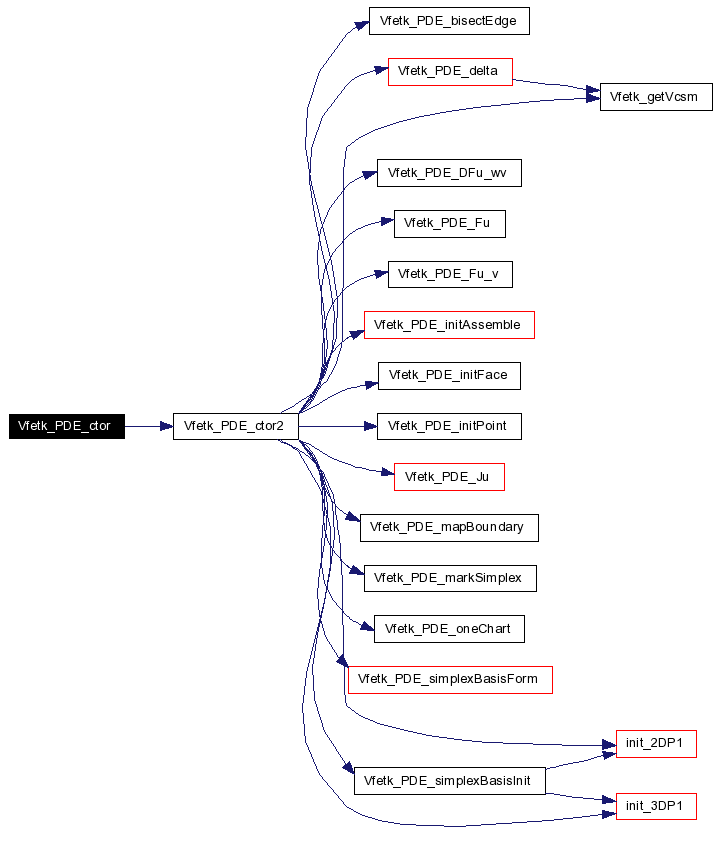 Vfetk_PDE_bisectEdge
Vfetk_PDE_delta
Vfetk_getVcsm
Vfetk_PDE_DFu_wv
Vfetk_PDE_Fu
Vfetk_PDE_Fu_v
Vfetk_PDE_initAssemble
Vfetk_PDE_initFace
Vfetk_PDE_ctor
Vfetk_PDE_ctor2
Vfetk_PDE_initPoint
Vfetk_PDE_Ju
Vfetk_PDE_mapBoundary
Vfetk_PDE_markSimplex
Vfetk_PDE_oneChart
Vfetk_PDE_simplexBasisForm
init_2DP1
Vfetk_PDE_simplexBasisInit
init_3DP1